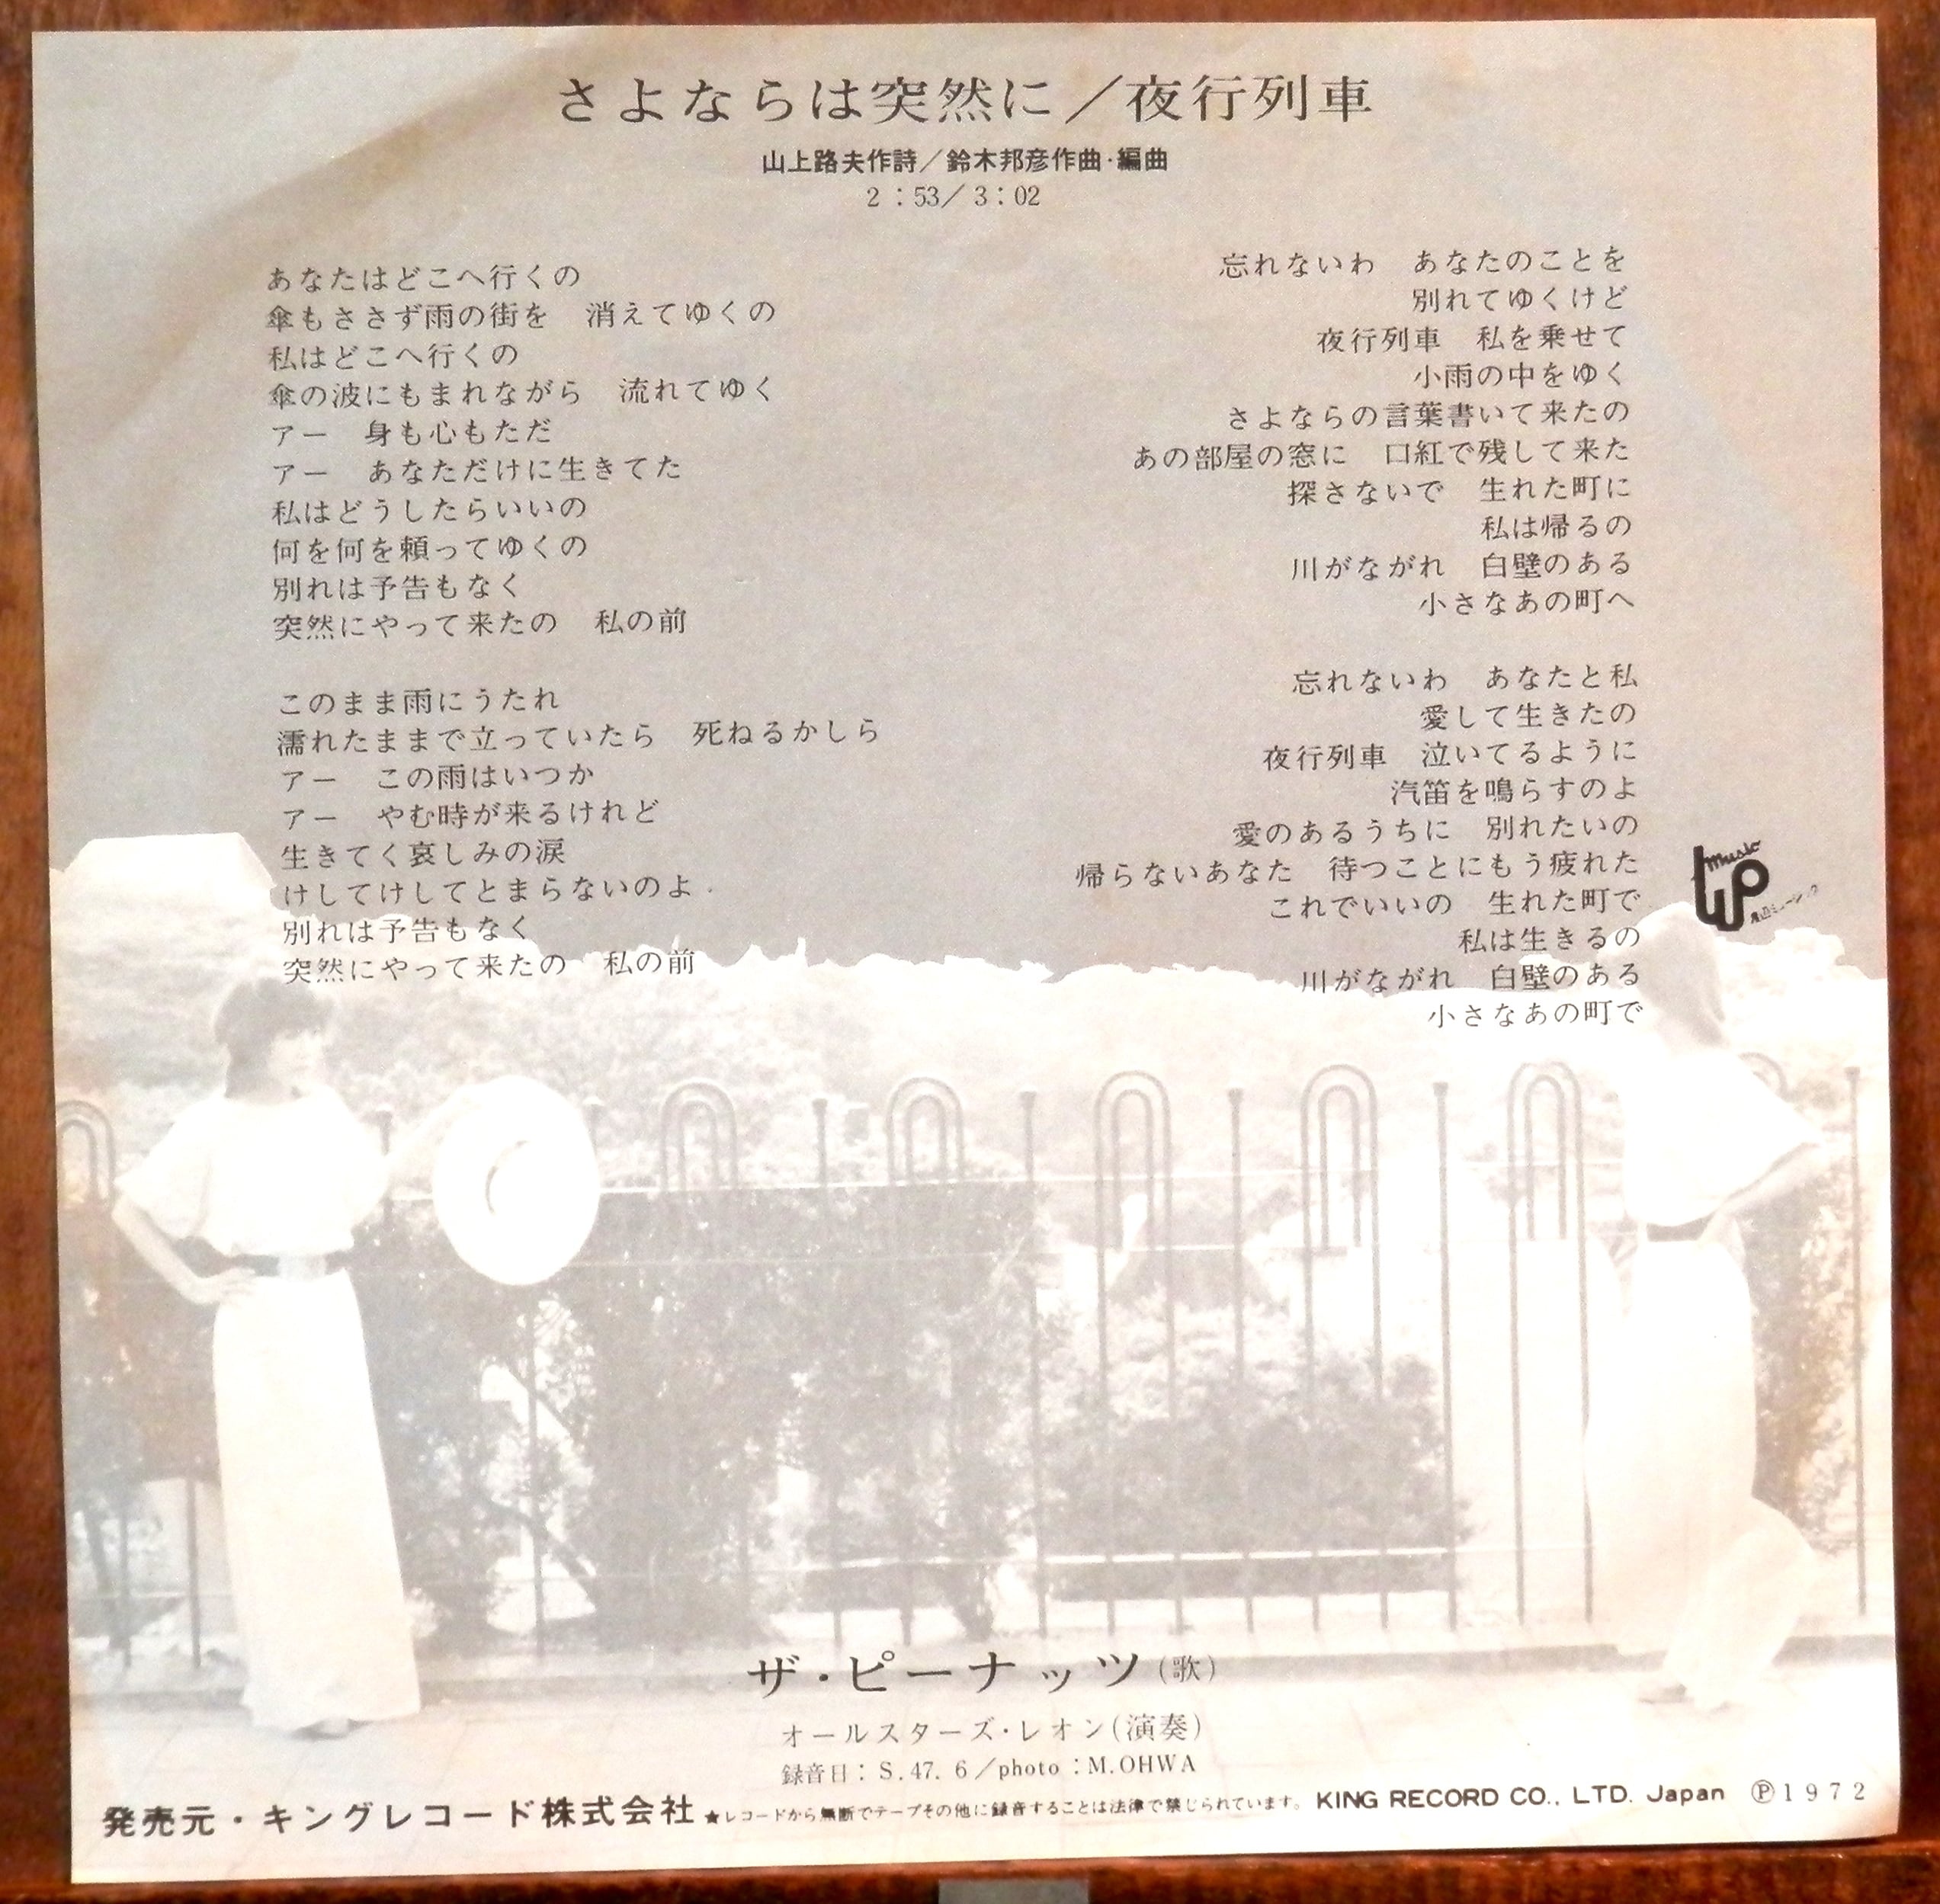 さよならは突然に／夜行列車
山上路夫作詩／鈴木邦彦作曲・編曲
2：53／3：02
あなたはどこへ行くの
傘もささず雨の街を　消えてゆくの
私はどこへ行くの
傘の波にもまれながら　流れてゆく
アー　身も心もただ
アー　あなただけに生きてた
私はどうしたらいいの
何を何を頼ってゆくの
別れは予告もなく
突然にやって来たの　私の前
このまま雨にうたれ
濡れたままで立っていたら　死ねるかしら
アー　この雨はいつか
アー　やむ時が来るけれど
生きてく哀しみの涙
けしてけしてとまらないのよ
別れは予告もなく
突然にやって来たの　私の前
忘れないわ　あなたのことを
別れてゆくけど
夜行列車　私を乗せて
小雨の中をゆく
さよならの言葉書いて来たの
あの部屋の窓に　口紅で残して来た
探さないで　生れた町に
私は帰るの
川がながれ　白壁のある
小さなあの町へ
忘れないわ　あなたと私
愛して生きたの
夜行列車　泣いてるように
汽笛を鳴らすのよ
愛のあるうちに　別れたいの
帰らないあなた　待つことにもう疲れた
これでいいの　生れた町で
私は生きるの
川がながれ　白壁のある
小さなあの町で
Music
WP
渡辺ミュージック
ザ・ピーナッツ(歌)
オールスターズ・レオン(演奏)
録音日：S.47.6／photo：M.OHWA
発売元・キングレコード株式会社 ★レコードから無断でテープその他に録音することは法律で禁じられています。 KING RECORD CO., LTD. Japan Ⓟ1972